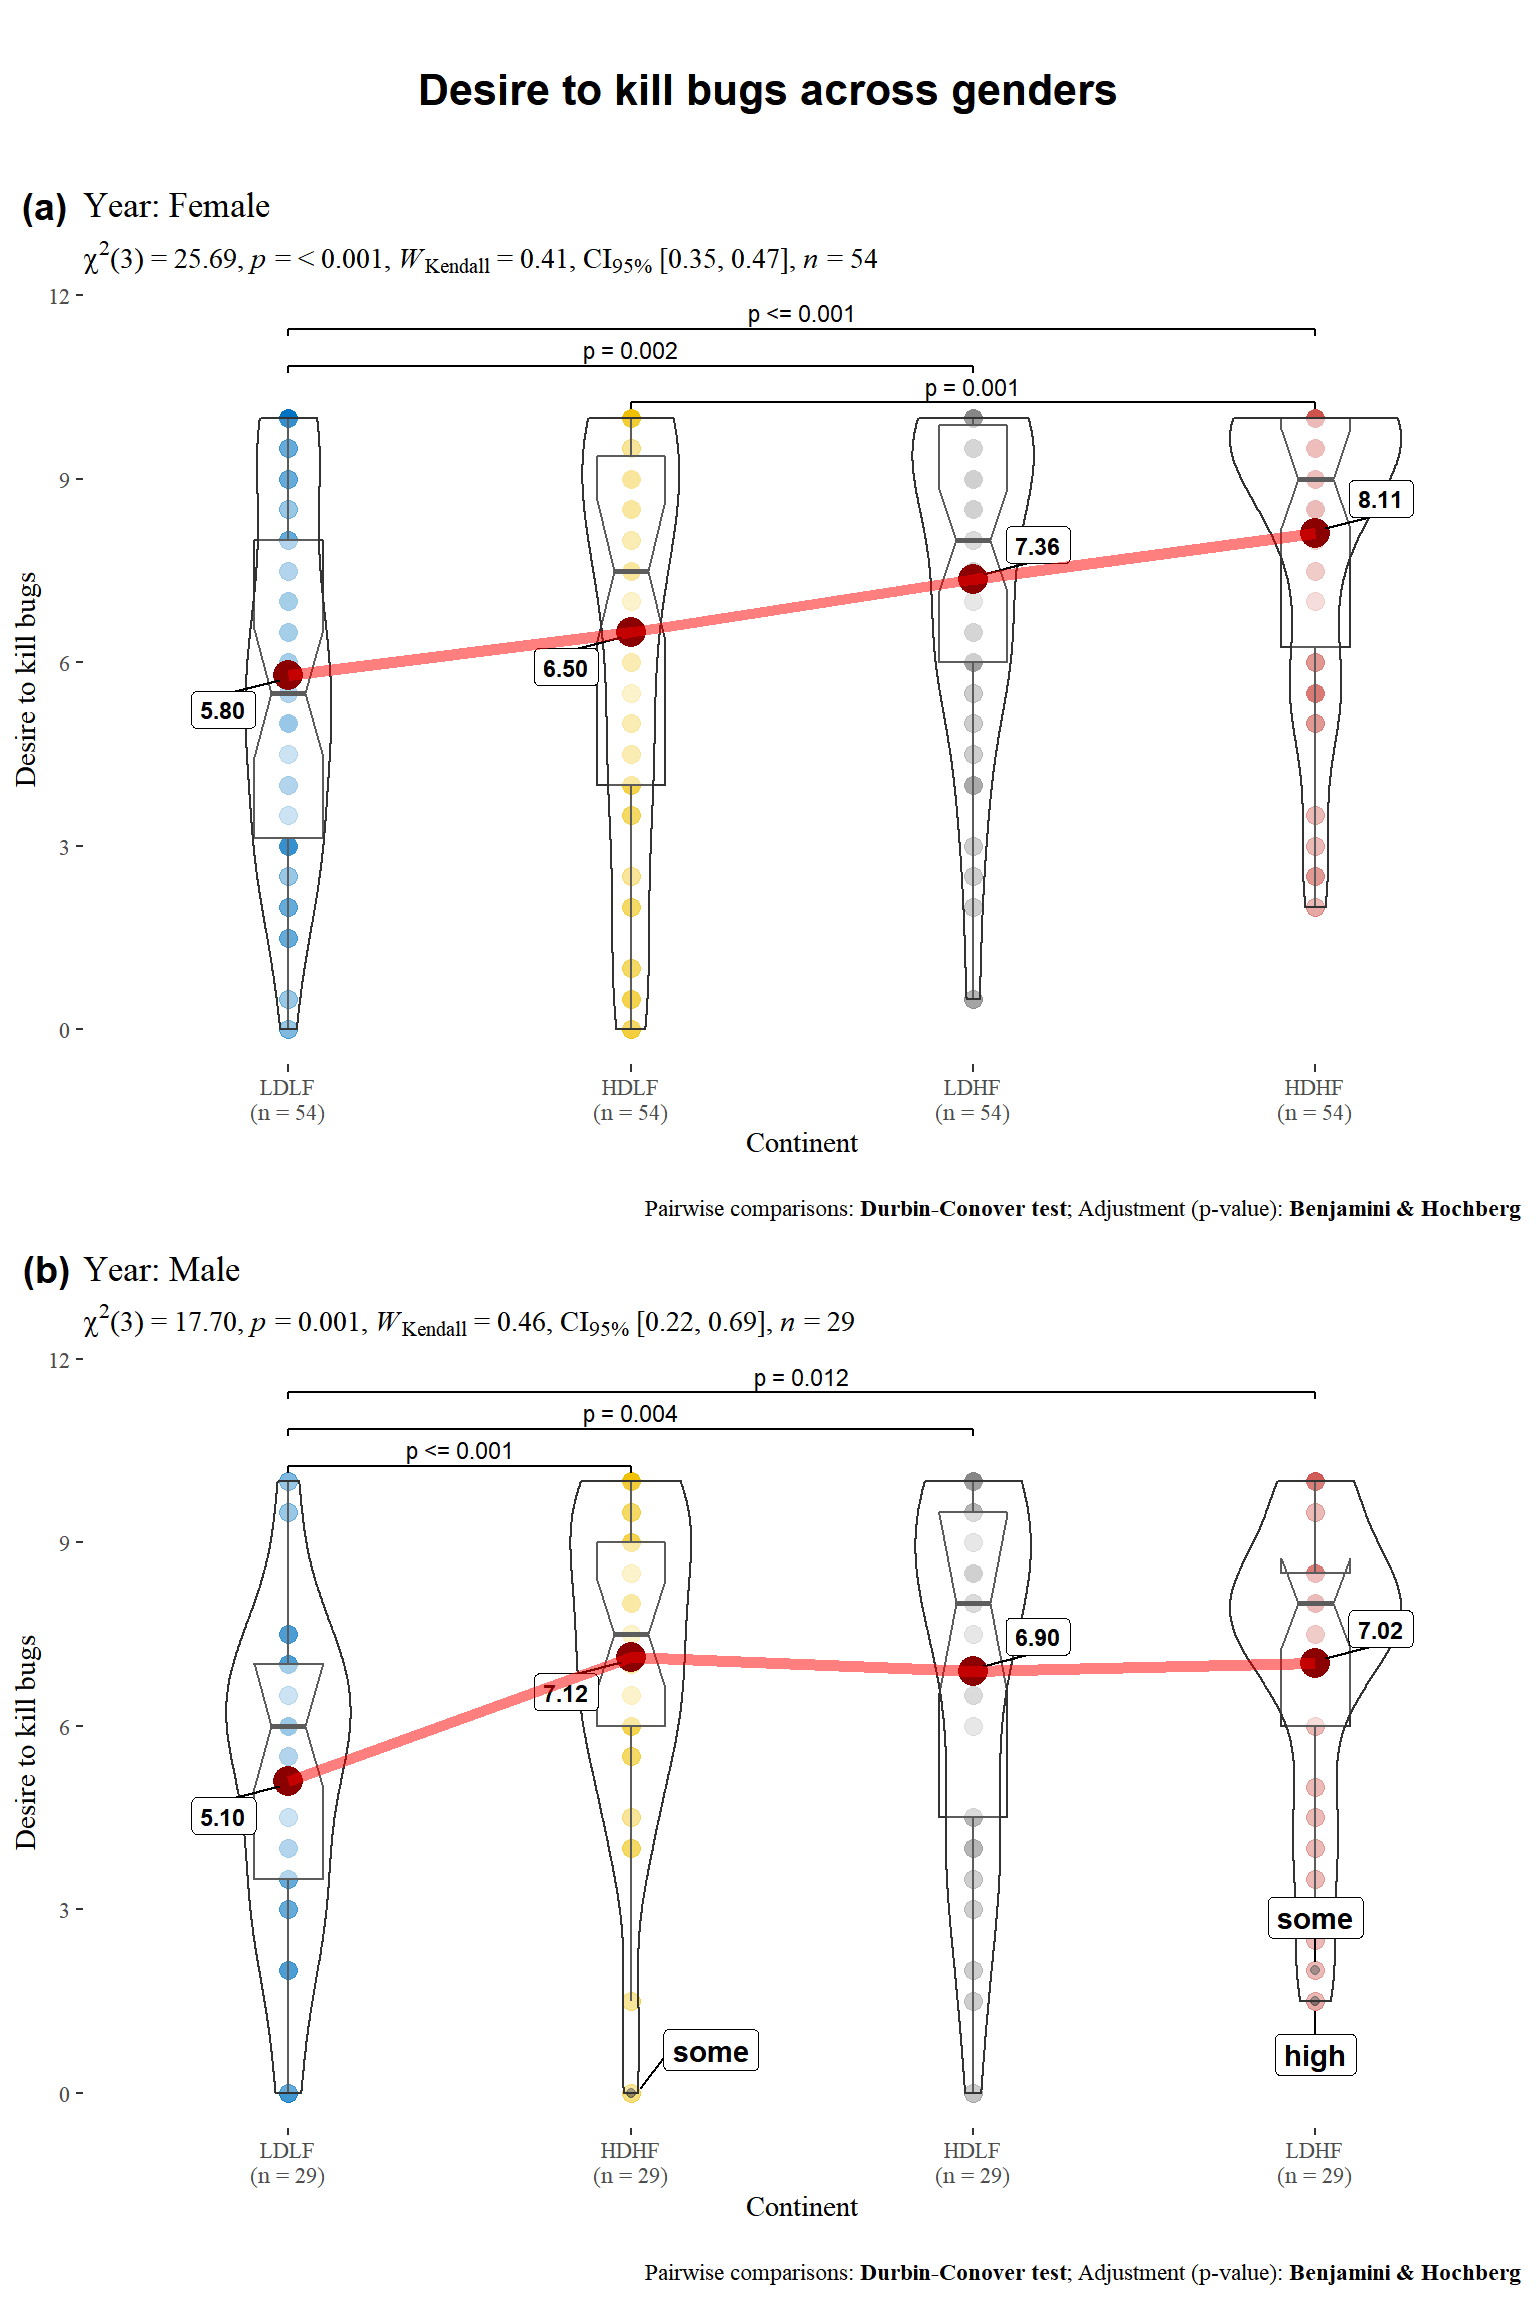 Desire to kill bugs across genders
(a) Year: Female
χ²(3) = 25.69, p = < 0.001, W Kendall = 0.41, CI95% [0.35, 0.47], n = 54
12
p <= 0.001
p = 0.002
p = 0.001
9
8.11
7.36
6
6.50
5.80
3
0
Desire to kill bugs
LDLF HDLF LDHF HDHF
(n = 54) (n = 54) (n = 54) (n = 54)
Continent
Pairwise comparisons: Durbin-Conover test; Adjustment (p-value): Benjamini & Hochberg
(b) Year: Male
χ²(3) = 17.70, p = 0.001, W Kendall = 0.46, CI95% [0.22, 0.69], n = 29
12
p = 0.012
p = 0.004
p <= 0.001
9
7.02
6.90
7.12
6
5.10
3
some
some
high
0
Desire to kill bugs
LDLF HDHF HDLF LDHF
(n = 29) (n = 29) (n = 29) (n = 29)
Continent
Pairwise comparisons: Durbin-Conover test; Adjustment (p-value): Benjamini & Hochberg